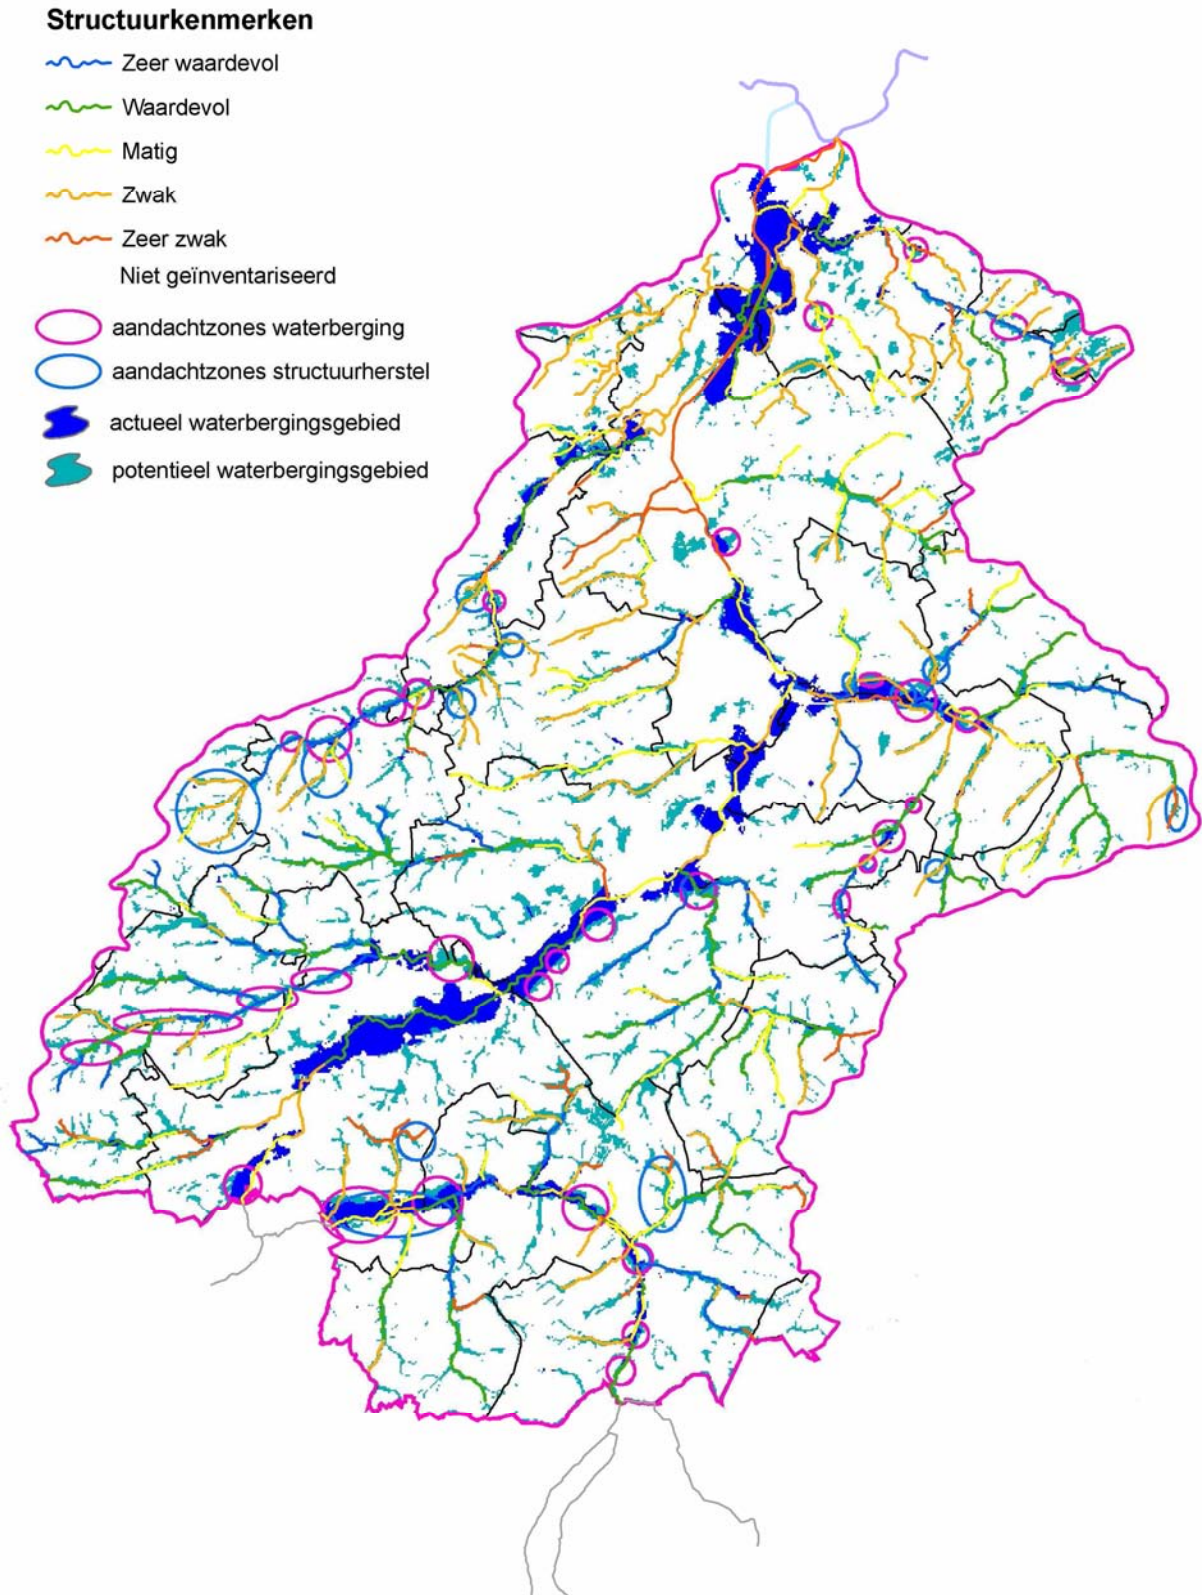 Structuurkenmerken
Zeer waardevol
Waardevol
Matig
Zwak
Zeer zwak
Niet geïnventariseerd
aandachtzones waterberging
aandachtzones structuurherstel
actueel waterbergingsgebied
potentieel waterbergingsgebied